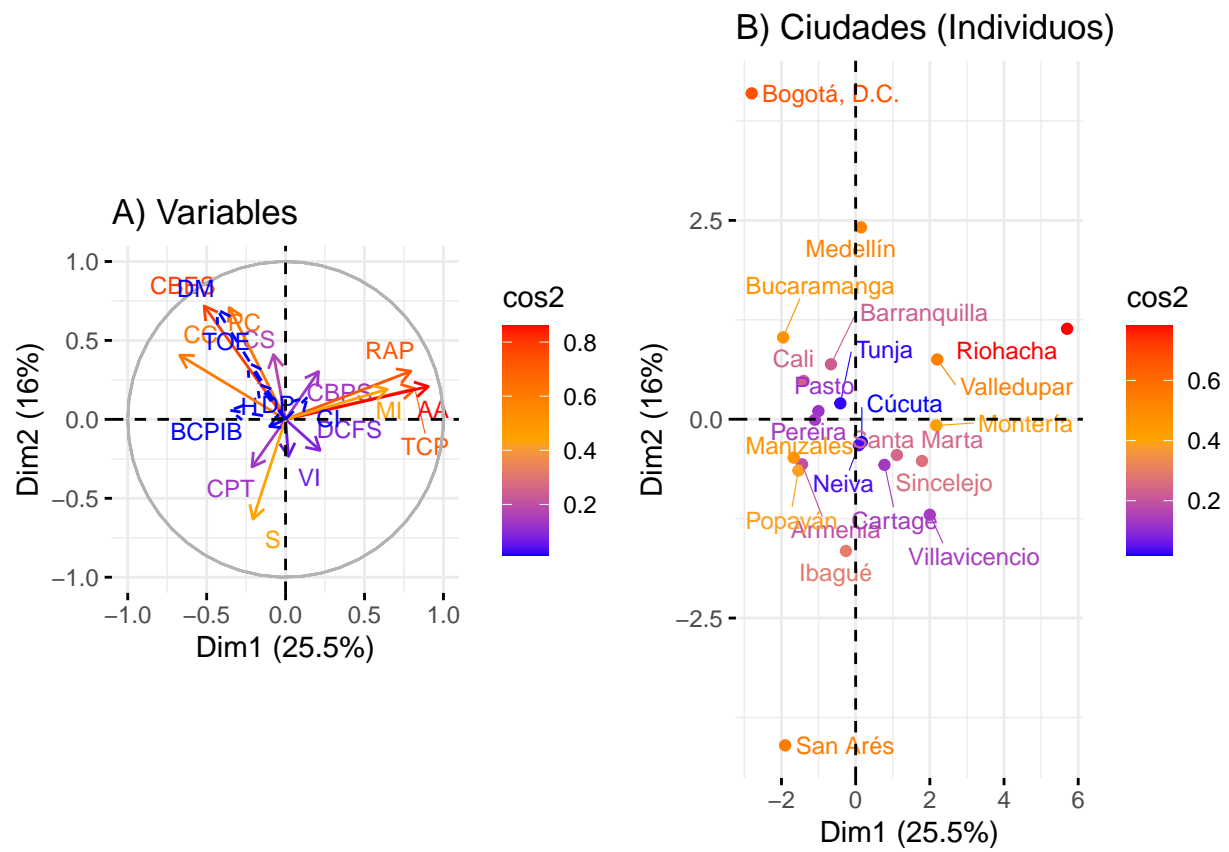 B) Ciudades (Individuos)
A) Variables
Dim2 (16%)
1.0
0.5
0.0
−0.5
−1.0
CBES
DM
RC
CC
TOE
CS
RAP
CBPS
MI
AA
CI
BCPIB
DCFS
TCP
CPT
VI
S
−1.0 −0.5 0.0 0.5 1.0
Dim1 (25.5%)
cos2
0.8
0.6
0.4
0.2
Dim2 (16%)
2.5
0.0
−2.5
Bogotá, D.C.
Medellín
Bucaramanga
Barranquilla
Riohacha
Cali
Tunja
Valledupar
Pasto
Cúcuta
Montería
Pereira
Santa Marta
Manizales
Neiva
Sincelejo
Popayán
Cartage
Armenia
Villavicencio
Ibagué
San Arés
−2 0 2 4 6
Dim1 (25.5%)
cos2
0.6
0.4
0.2